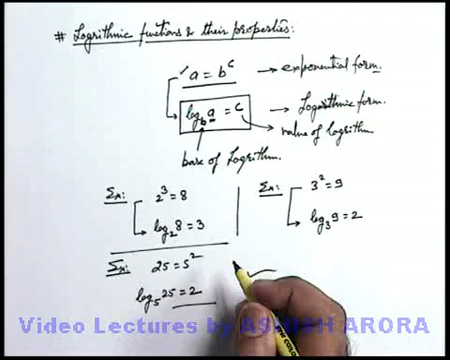 # Logrithmic functions & their properties:
a = b^c → exponential form.
log_b a = c → Logarithmic form.
value of logrithm.
base of Logrithm.
Ex: 2^3 = 8
log_2 8 = 3
Ex: 3^2 = 9
log_3 9 = 2
Ex: 25 = 5^2
log_5 25 = 2
Video Lectures by ASHISH ARORA